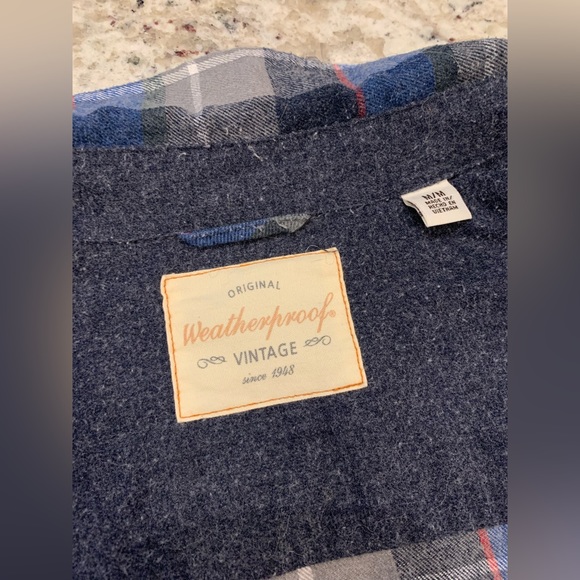 M/M
MADE IN/
HECHO EN
VIETNAM
ORIGINAL
Weatherproof®
VINTAGE
since 1948